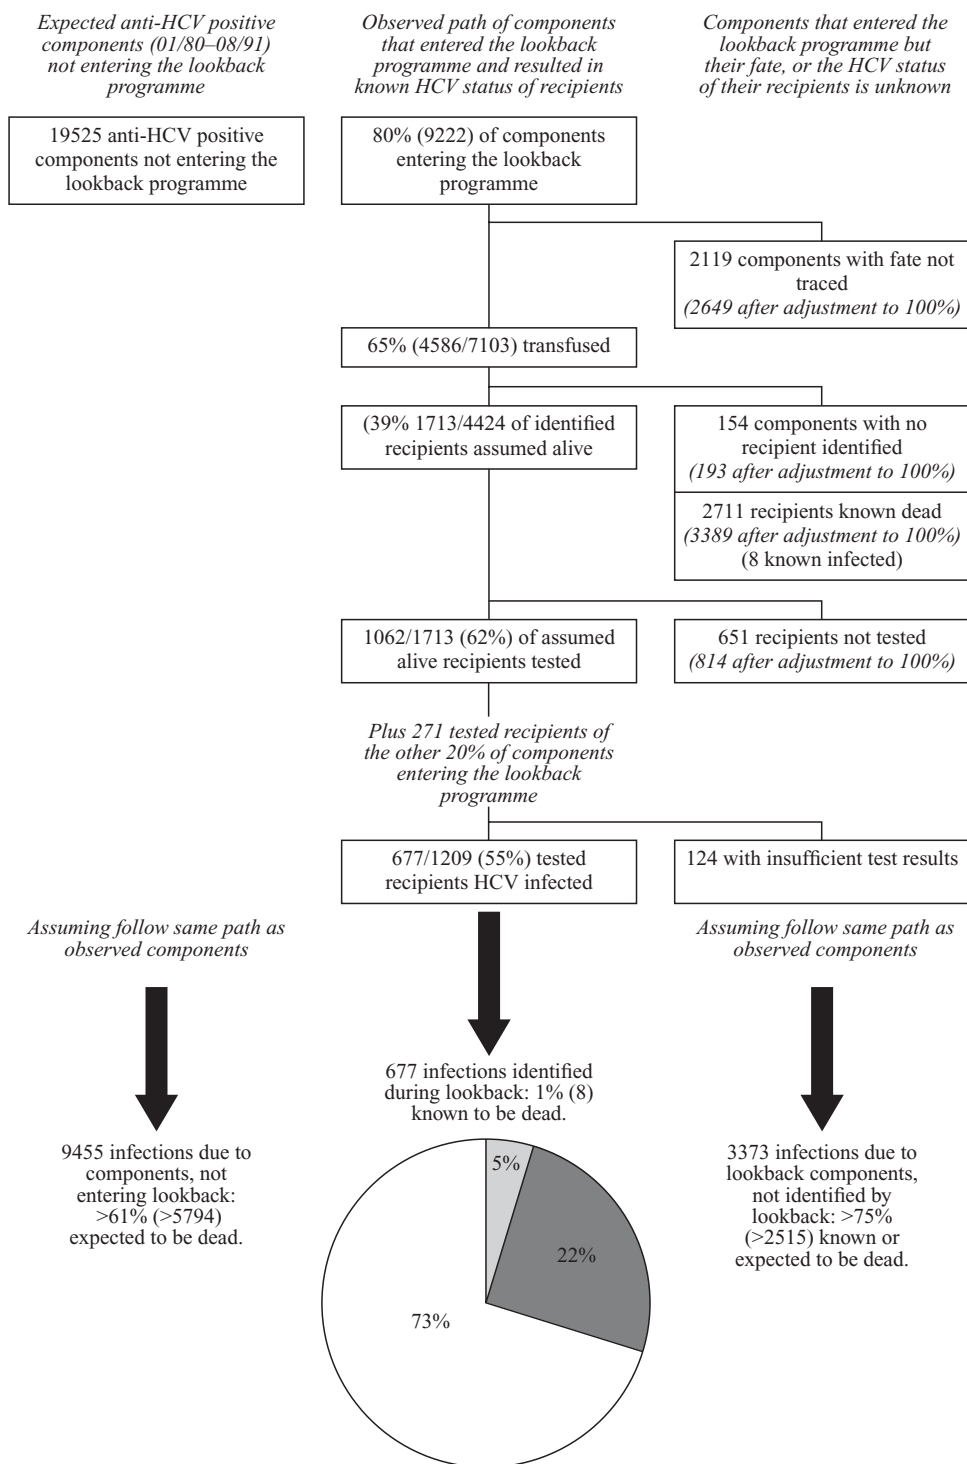 Expected anti-HCV positive
components (01/80–08/91)
not entering the lookback
programme
Observed path of components
that entered the lookback
programme and resulted in
known HCV status of recipients
Components that entered the
lookback programme but
their fate, or the HCV status
of their recipients is unknown
19525 anti-HCV positive
components not entering the
lookback programme
80% (9222) of components
entering the lookback
programme
2119 components with fate not
traced
(2649 after adjustment to 100%)
65% (4586/7103) transfused
(39% 1713/4424 of identified
recipients assumed alive
154 components with no
recipient identified
(193 after adjustment to 100%)
2711 recipients known dead
(3389 after adjustment to 100%)
(8 known infected)
1062/1713 (62%) of assumed
alive recipients tested
651 recipients not tested
(814 after adjustment to 100%)
Plus 271 tested recipients of
the other 20% of components
entering the lookback
programme
677/1209 (55%) tested
recipients HCV infected
124 with insufficient test results
Assuming follow same path as
observed components
Assuming follow same path as
observed components
677 infections identified
during lookback: 1% (8)
known to be dead.
9455 infections due to
components, not
entering lookback:
>61% (>5794)
expected to be dead.
3373 infections due to
lookback components,
not identified by
lookback: >75%
(>2515) known or
expected to be dead.
5%
22%
73%